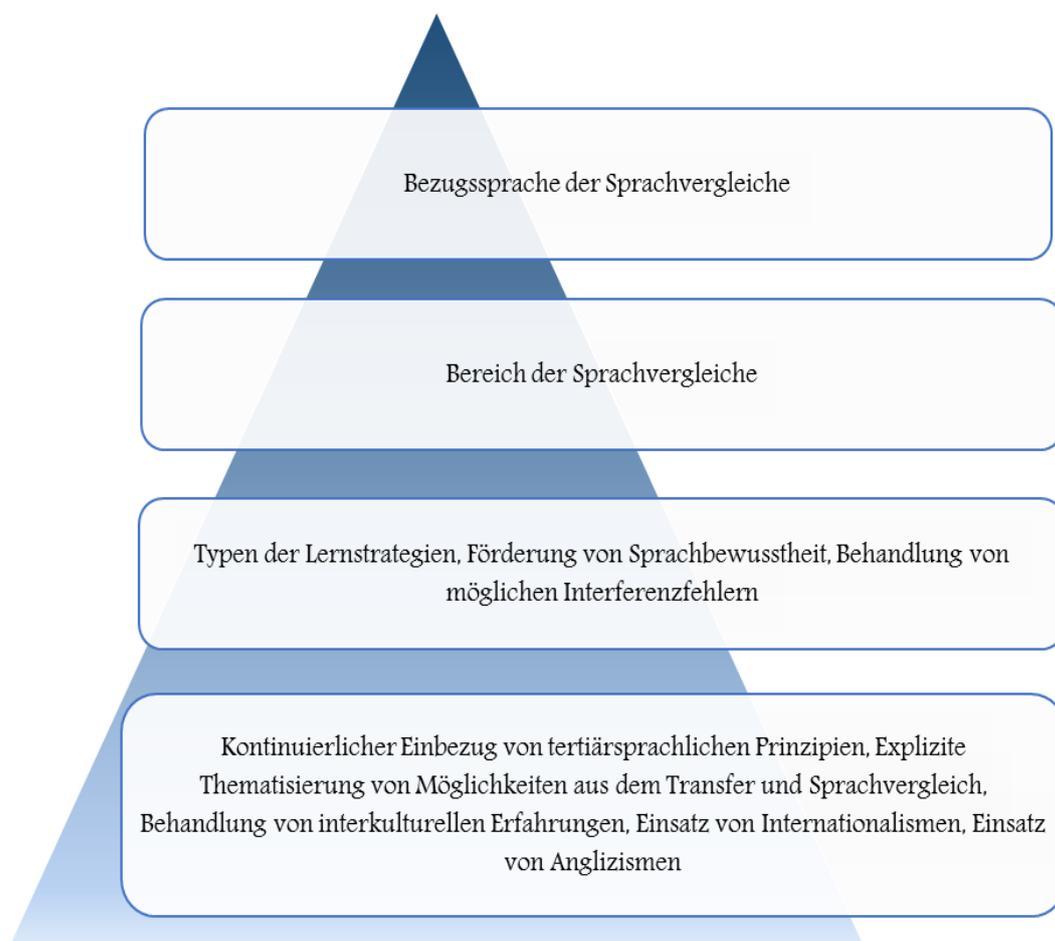 Bezugssprache der Sprachvergleiche
Bereich der Sprachvergleiche
Typen der Lernstrategien, Förderung von Sprachbewusstheit, Behandlung von
möglichen Interferenzfehlern
Kontinuierlicher Einbezug von tertiärsprachlichen Prinzipien, Explizite
Thematisierung von Möglichkeiten aus dem Transfer und Sprachvergleich,
Behandlung von interkulturellen Erfahrungen, Einsatz von Internationalismen, Einsatz
von Anglizismen